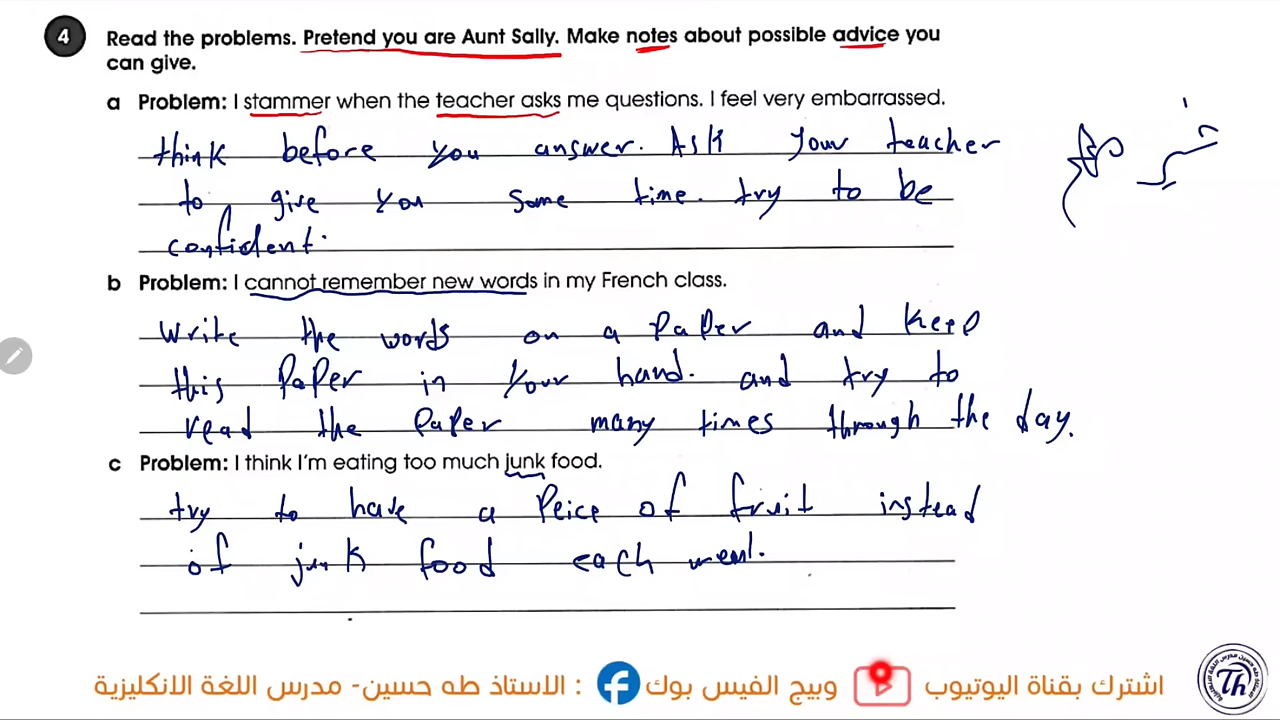 4 Read the problems. Pretend you are Aunt Sally. Make notes about possible advice you
can give.
a Problem: I stammer when the teacher asks me questions. I feel very embarrassed.
think before you answer. Ask your teacher
to give you some time. try to be
confident.
b Problem: I cannot remember new words in my French class.
Write the words on a paper and keep
this paper in your hand. and try to
read the paper many times through the day.
c Problem: I think I'm eating too much junk food.
try to have a Peice of fruit instead
of junk food each meal.
اشترك بقناة اليوتيوب وبيج الفيس بوك : الاستاذ طه حسين- مدرس اللغة الانكليزية
Th